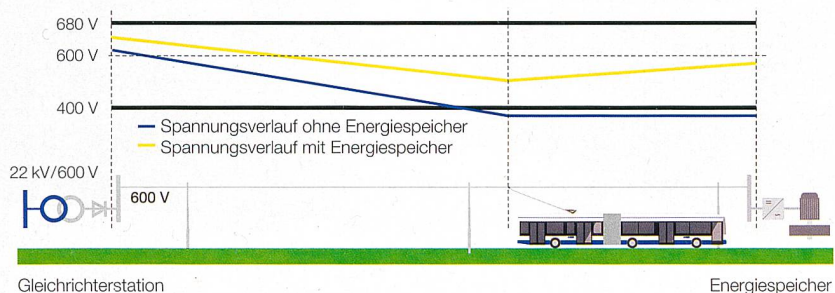 680 V
600 V
400 V
Spannungsverlauf ohne Energiespeicher
Spannungsverlauf mit Energiespeicher
22 kV/600 V
600 V
Gleichrichterstation
Energiespeicher